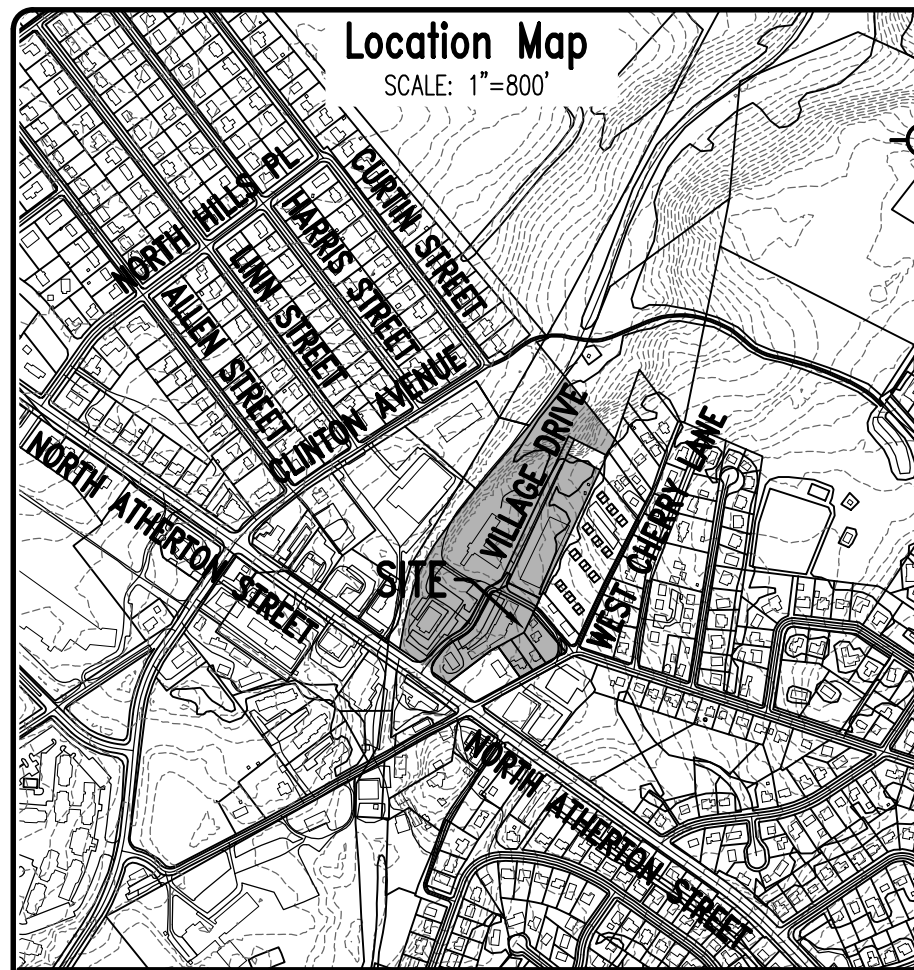 Location Map
SCALE: 1"=800'
CURTIN STREET
NORTH HILLS PL
HARRIS STREET
LINN STREET
ALLEN STREET
CLINTON AVENUE
VILLAGE DRIVE
WEST CHERRY LANE
NORTH ATHERTON STREET
SITE
NORTH ATHERTON STREET